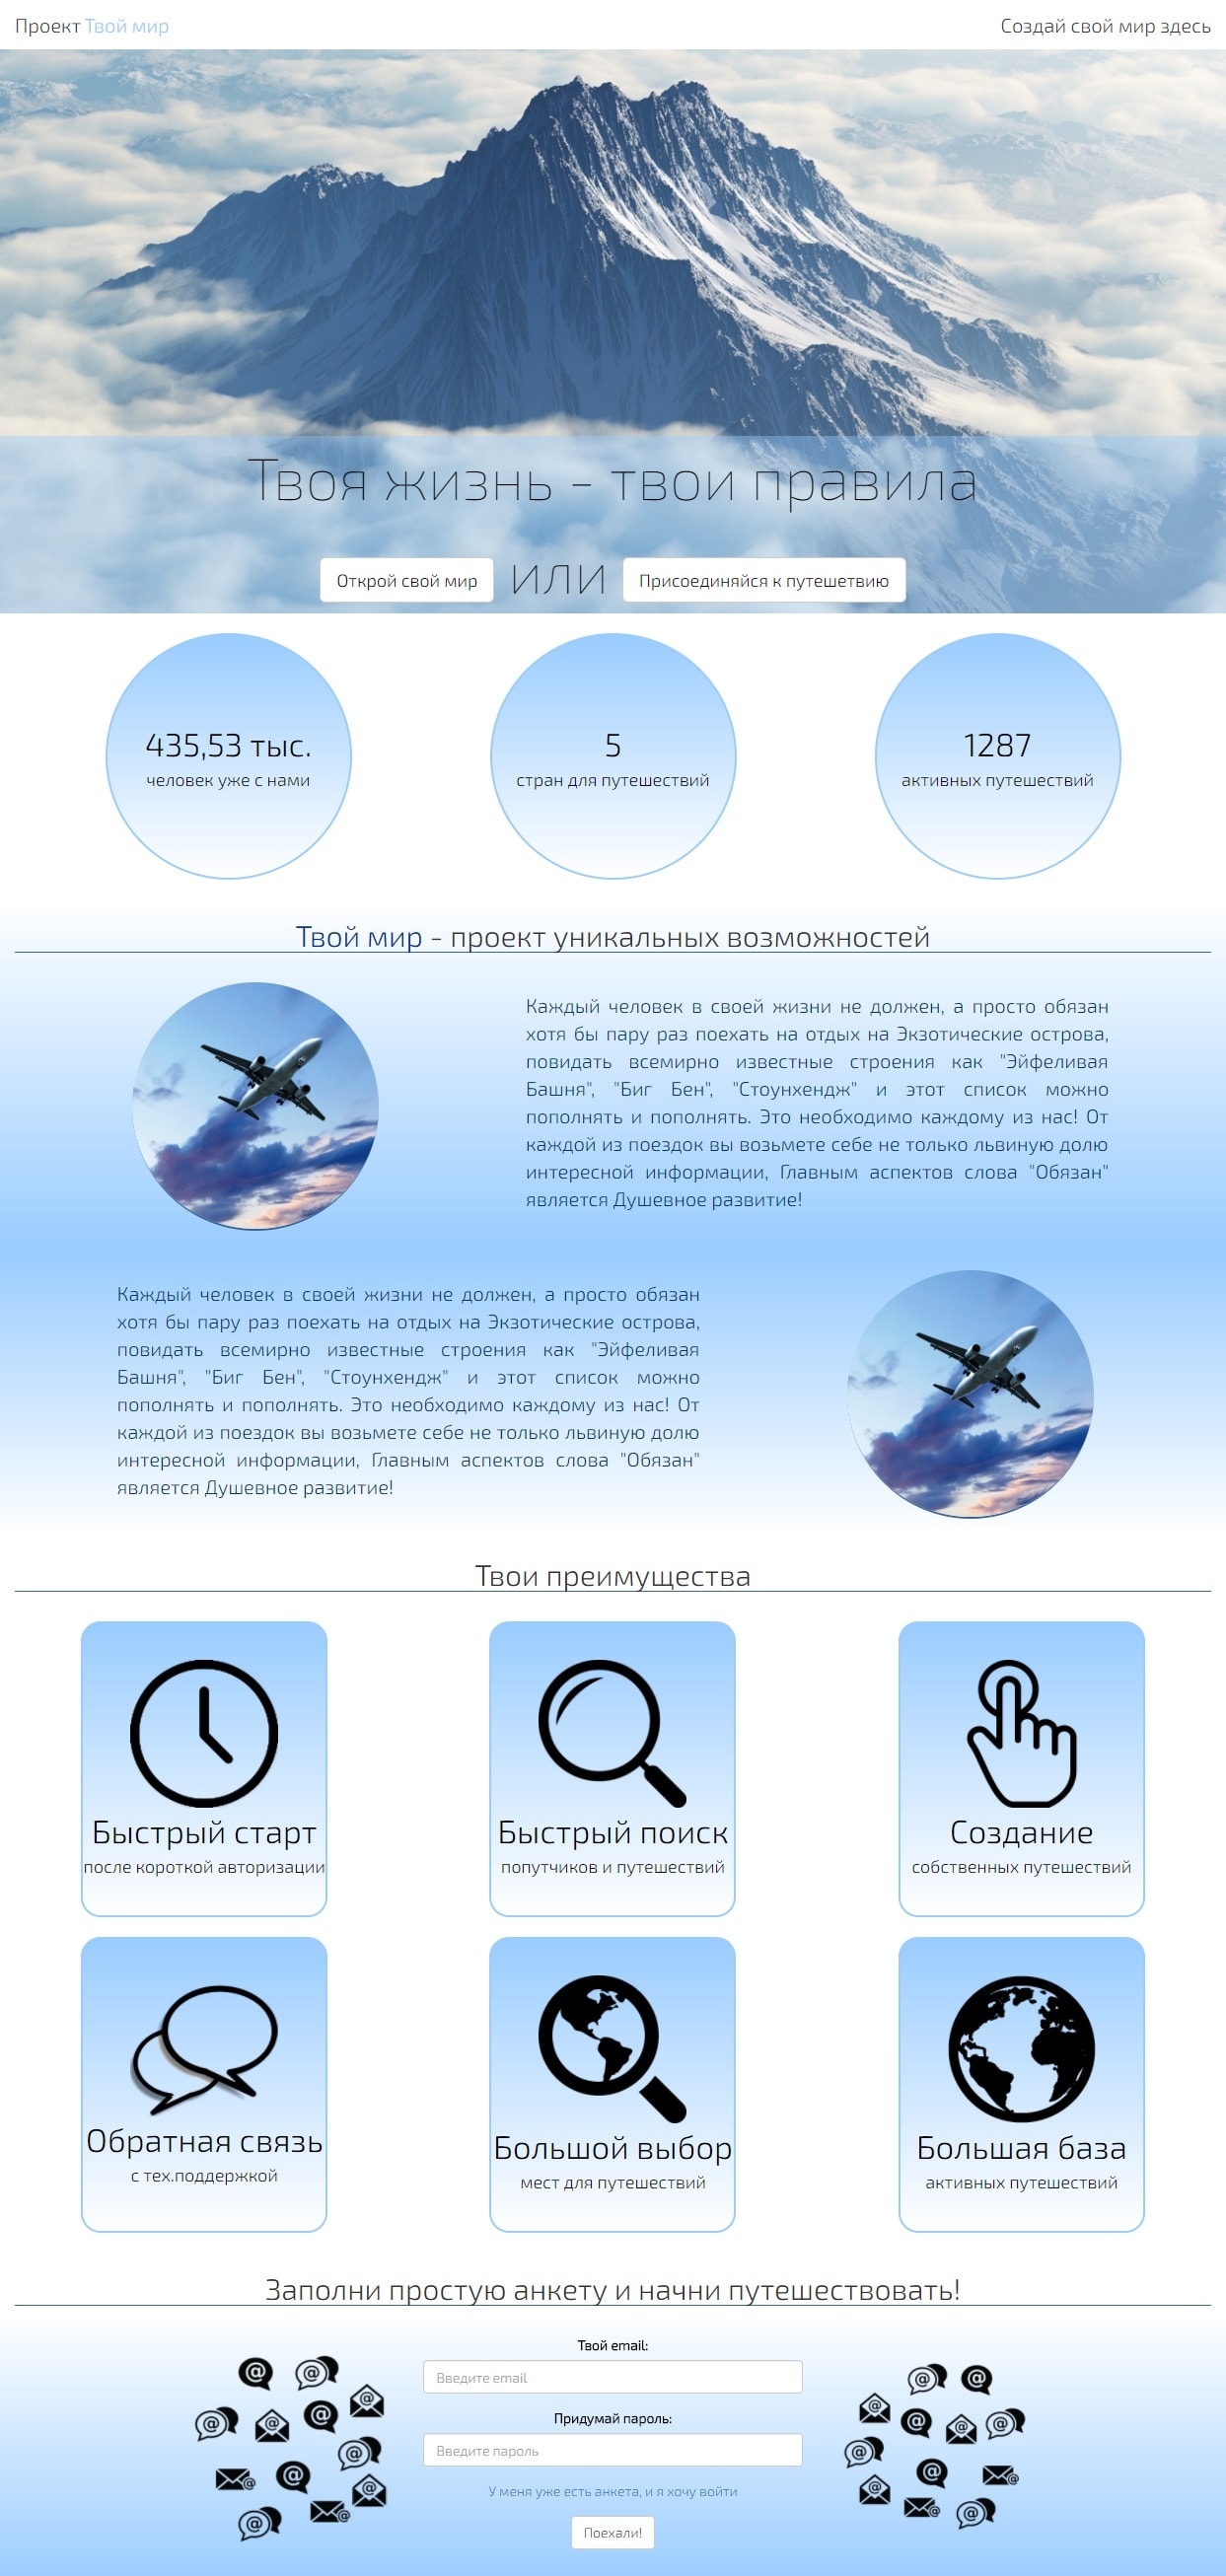 Проект Твой мир
Создай свой мир здесь
Твоя жизнь - твои правила
Открой свой мир или Присоединяйся к путешетвию
435,53 тыс.
человек уже с нами
5
стран для путешествий
1287
активных путешествий
Твой мир - проект уникальных возможностей
Каждый человек в своей жизни не должен, а просто обязан
хотя бы пару раз поехать на отдых на Экзотические острова,
повидать всемирно известные строения как "Эйфеливая
Башня", "Биг Бен", "Стоунхендж" и этот список можно
пополнять и пополнять. Это необходимо каждому из нас! От
каждой из поездок вы возьмете себе не только львиную долю
интересной информации, Главным аспектов слова "Обязан"
является Душевное развитие!
Каждый человек в своей жизни не должен, а просто обязан
хотя бы пару раз поехать на отдых на Экзотические острова,
повидать всемирно известные строения как "Эйфеливая
Башня", "Биг Бен", "Стоунхендж" и этот список можно
пополнять и пополнять. Это необходимо каждому из нас! От
каждой из поездок вы возьмете себе не только львиную долю
интересной информации, Главным аспектов слова "Обязан"
является Душевное развитие!
Твои преимущества
Быстрый старт
после короткой авторизации
Быстрый поиск
попутчиков и путешествий
Создание
собственных путешествий
Обратная связь
с тех.поддержкой
Большой выбор
мест для путешествий
Большая база
активных путешествий
Заполни простую анкету и начни путешествовать!
Твой email:
Введите email
Придумай пароль:
Введите пароль
У меня уже есть анкета, и я хочу войти
Поехали!